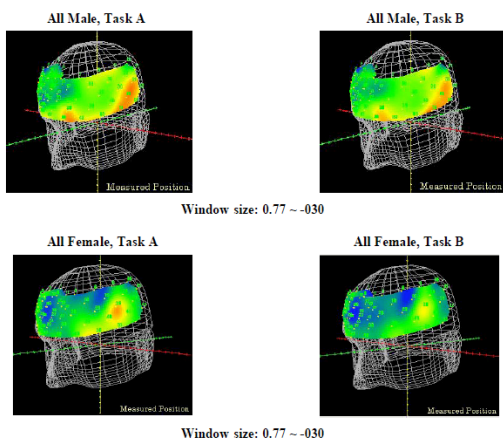 All Male, Task A
All Male, Task B
Measured Position
Measured Position
Window size: 0.77 ~ -030
All Female, Task A
All Female, Task B
Measured Position
Measured Position
Window size: 0.77 ~ -030